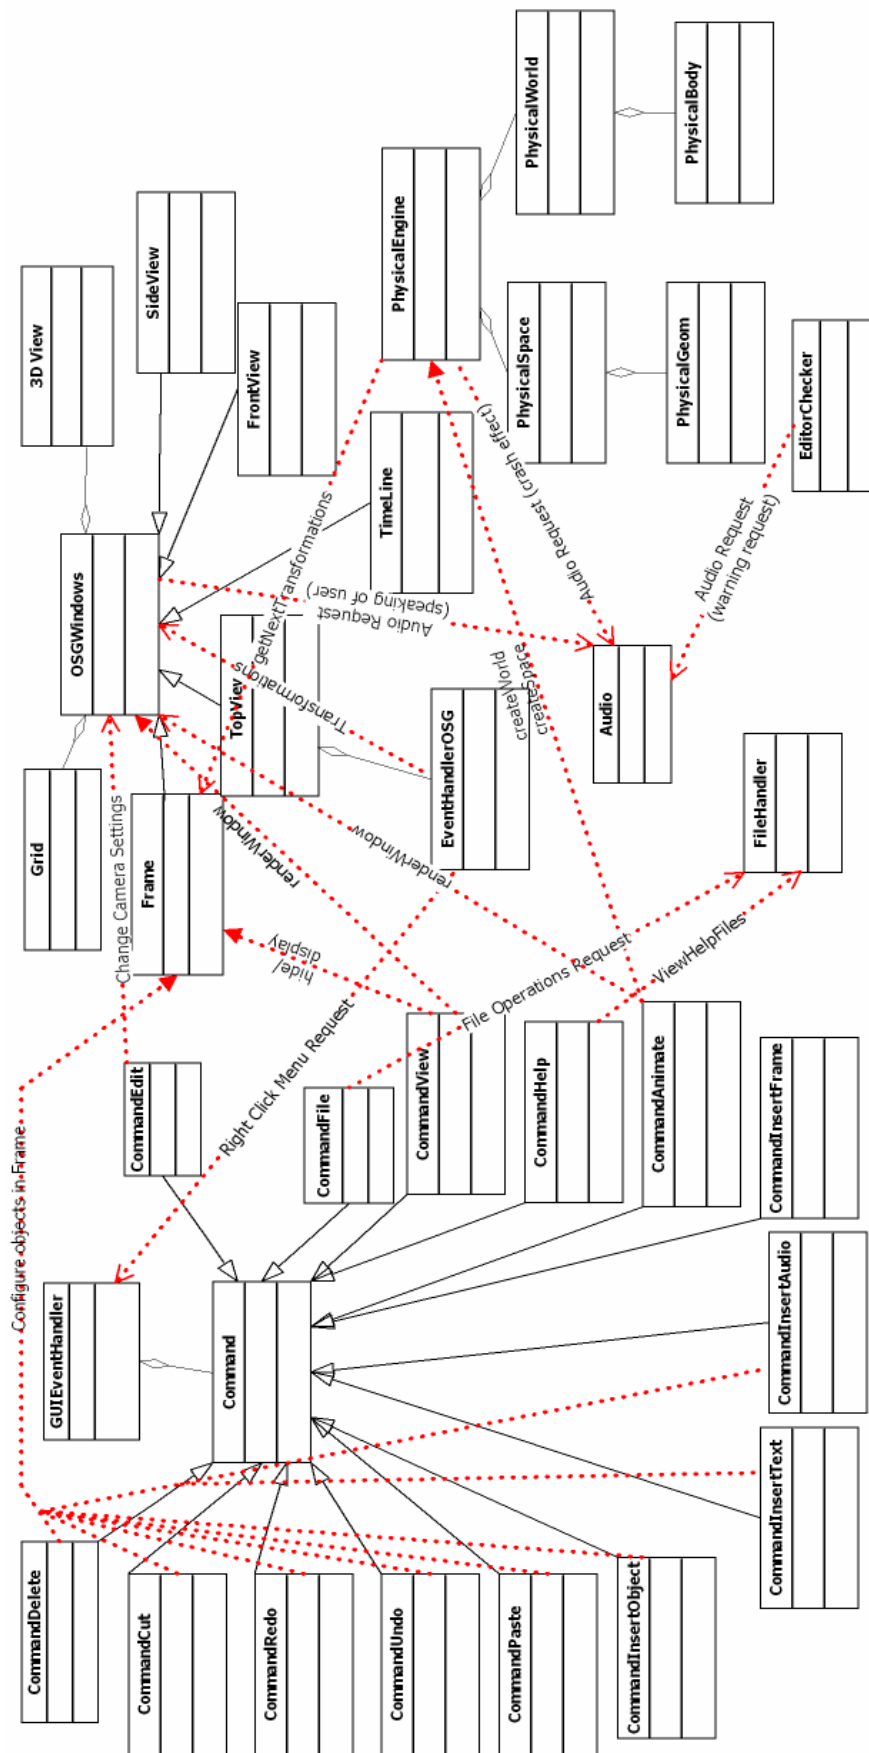 3D View
SideView
FrontView
OSGWindows
Grid
TimeLine
TopView
Frame
EventHandlerOSG
PhysicalEngine
PhysicalWorld
PhysicalBody
PhysicalSpace
PhysicalGeom
EditorChecker
Audio
FileHandler
getNextTransformations
Transformations
Audio Request
(speaking of user)
Audio Request (crash effect)
Audio Request
(warning request)
createWorld
createSpace
renderWindow
renderWindow
Change Camera Settings
hide/
display
File Operations Request
ViewHelpFiles
Right Click Menu Request
Configure objects in Frame
GUIEventHandler
Command
CommandEdit
CommandFile
CommandView
CommandHelp
CommandAnimate
CommandInsertFrame
CommandInsertAudio
CommandInsertText
CommandInsertObject
CommandPaste
CommandUndo
CommandRedo
CommandCut
CommandDelete